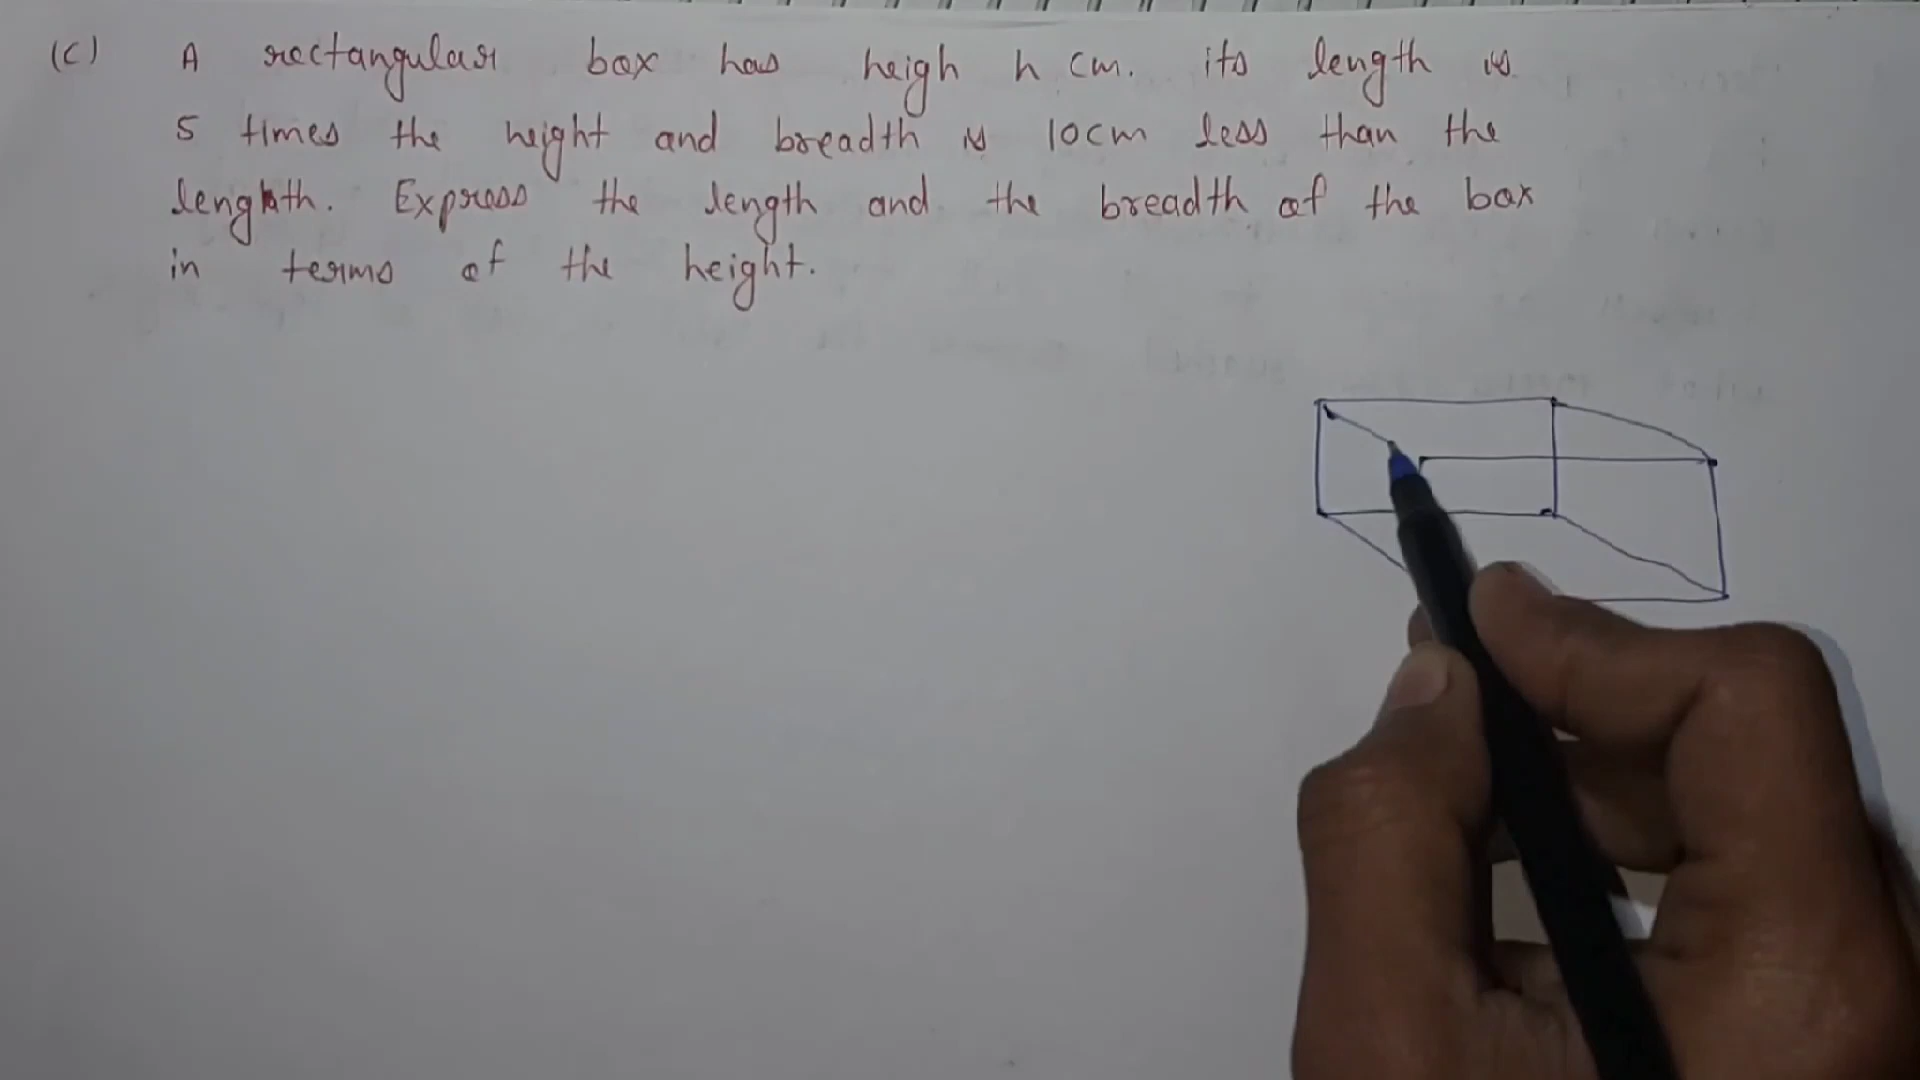 (c) A rectangular box has heigh h cm. its length is
5 times the height and breadth is 10cm less than the
length. Express the length and the breadth of the box
in terms of the height.